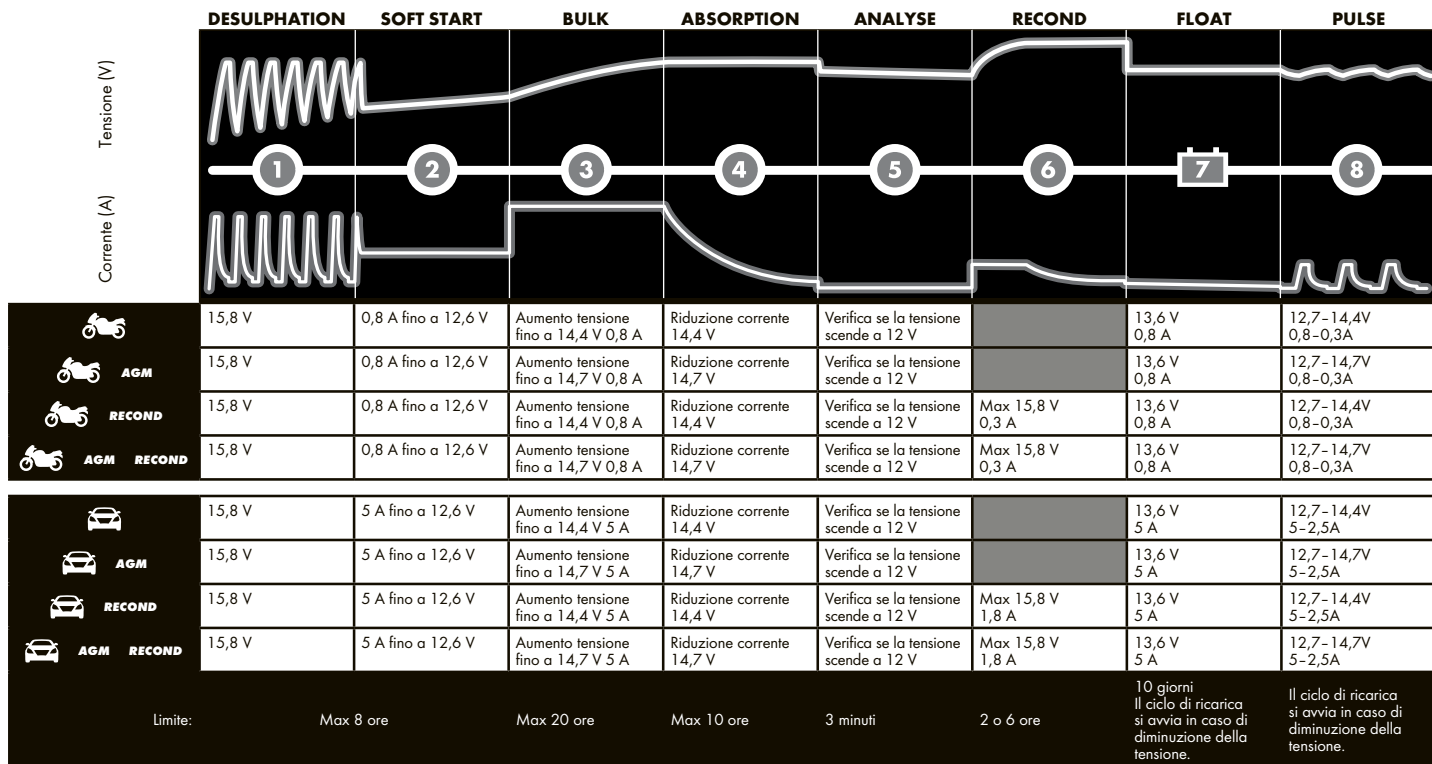 DESULPHATION SOFT START BULK ABSORPTION ANALYSE RECOND FLOAT PULSE
Tensione (V)
1 2 3 4 5 6 7 8
Corrente (A)
15,8 V 0,8 A fino a 12,6 V Aumento tensione fino a 14,4 V 0,8 A Riduzione corrente 14,4 V Verifica se la tensione scende a 12 V 13,6 V 0,8 A 12,7–14,4V 0,8–0,3A
AGM 15,8 V 0,8 A fino a 12,6 V Aumento tensione fino a 14,7 V 0,8 A Riduzione corrente 14,7 V Verifica se la tensione scende a 12 V 13,6 V 0,8 A 12,7–14,7V 0,8–0,3A
RECOND 15,8 V 0,8 A fino a 12,6 V Aumento tensione fino a 14,4 V 0,8 A Riduzione corrente 14,4 V Verifica se la tensione scende a 12 V Max 15,8 V 0,3 A 13,6 V 0,8 A 12,7–14,4V 0,8–0,3A
AGM RECOND 15,8 V 0,8 A fino a 12,6 V Aumento tensione fino a 14,7 V 0,8 A Riduzione corrente 14,7 V Verifica se la tensione scende a 12 V Max 15,8 V 0,3 A 13,6 V 0,8 A 12,7–14,7V 0,8–0,3A
15,8 V 5 A fino a 12,6 V Aumento tensione fino a 14,4 V 5 A Riduzione corrente 14,4 V Verifica se la tensione scende a 12 V 13,6 V 5 A 12,7–14,4V 5–2,5A
AGM 15,8 V 5 A fino a 12,6 V Aumento tensione fino a 14,7 V 5 A Riduzione corrente 14,7 V Verifica se la tensione scende a 12 V 13,6 V 5 A 12,7–14,7V 5–2,5A
RECOND 15,8 V 5 A fino a 12,6 V Aumento tensione fino a 14,4 V 5 A Riduzione corrente 14,4 V Verifica se la tensione scende a 12 V Max 15,8 V 1,8 A 13,6 V 5 A 12,7–14,4V 5–2,5A
AGM RECOND 15,8 V 5 A fino a 12,6 V Aumento tensione fino a 14,7 V 5 A Riduzione corrente 14,7 V Verifica se la tensione scende a 12 V Max 15,8 V 1,8 A 13,6 V 5 A 12,7–14,7V 5–2,5A
Limite: Max 8 ore Max 20 ore Max 10 ore 3 minuti 2 o 6 ore
10 giorni
Il ciclo di ricarica
si avvia in caso di
diminuzione della
tensione.
Il ciclo di ricarica
si avvia in caso di
diminuzione della
tensione.